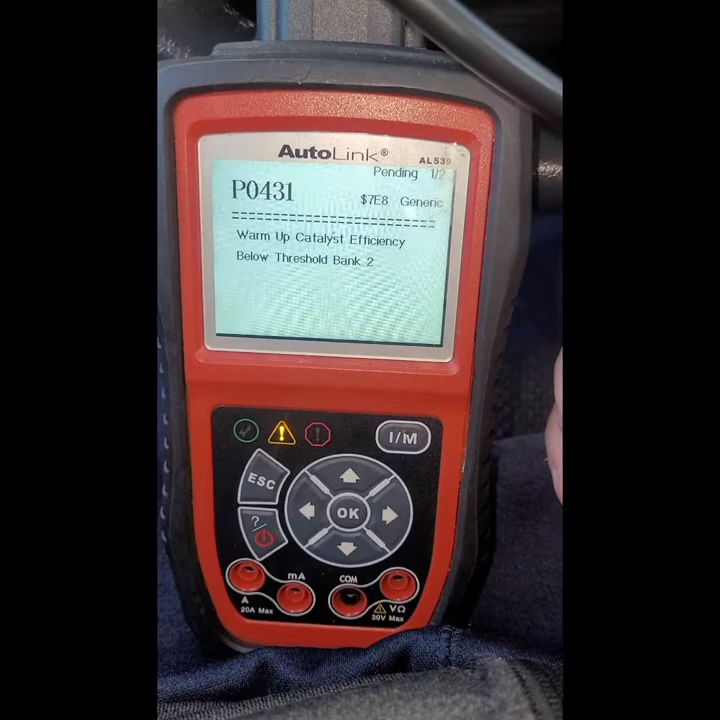 AutoLink®
AL539
Pending 1/2
P0431
$7E8 Generic
================================
Warm Up Catalyst Efficiency
Below Threshold Bank 2
I/M
ESC
OK
?
mA
COM
A
20A Max
VΩ
30V Max